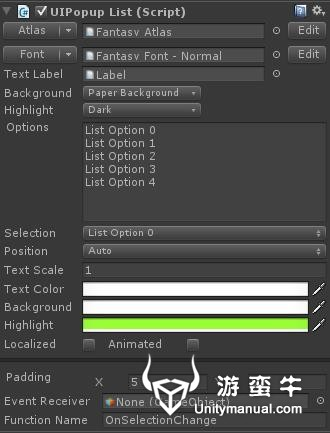 UIPopup List (Script)
Atlas Fantasy Atlas Edit
Font Fantasy Font - Normal Edit
Text Label Label
Background Paper Background
Highlight Dark
Options List Option 0
List Option 1
List Option 2
List Option 3
List Option 4
Selection List Option 0
Position Auto
Text Scale 1
Text Color
Background
Highlight
Localized Animated
Padding X 5
游蛮牛
Event Receiver None (GameObject)
Unitymanual.com
Function Name OnSelectionChange